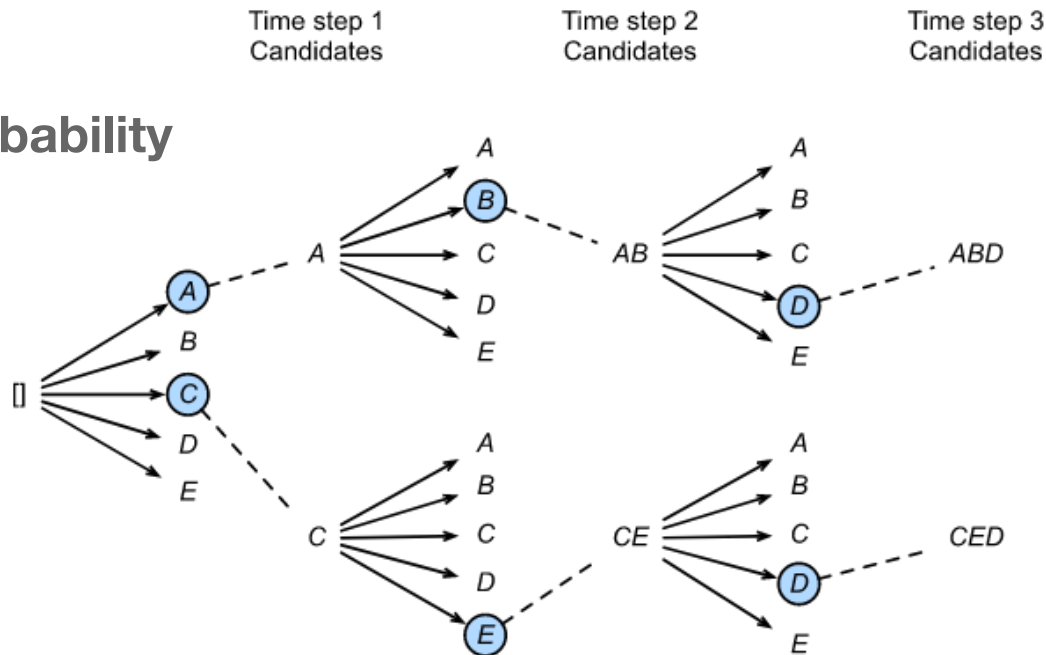 Time step 1
Candidates
Time step 2
Candidates
Time step 3
Candidates
bability
[]
A
B
C
D
E
A
A
B
C
D
E
AB
A
B
C
D
E
ABD
C
A
B
C
D
E
CE
A
B
C
D
E
CED